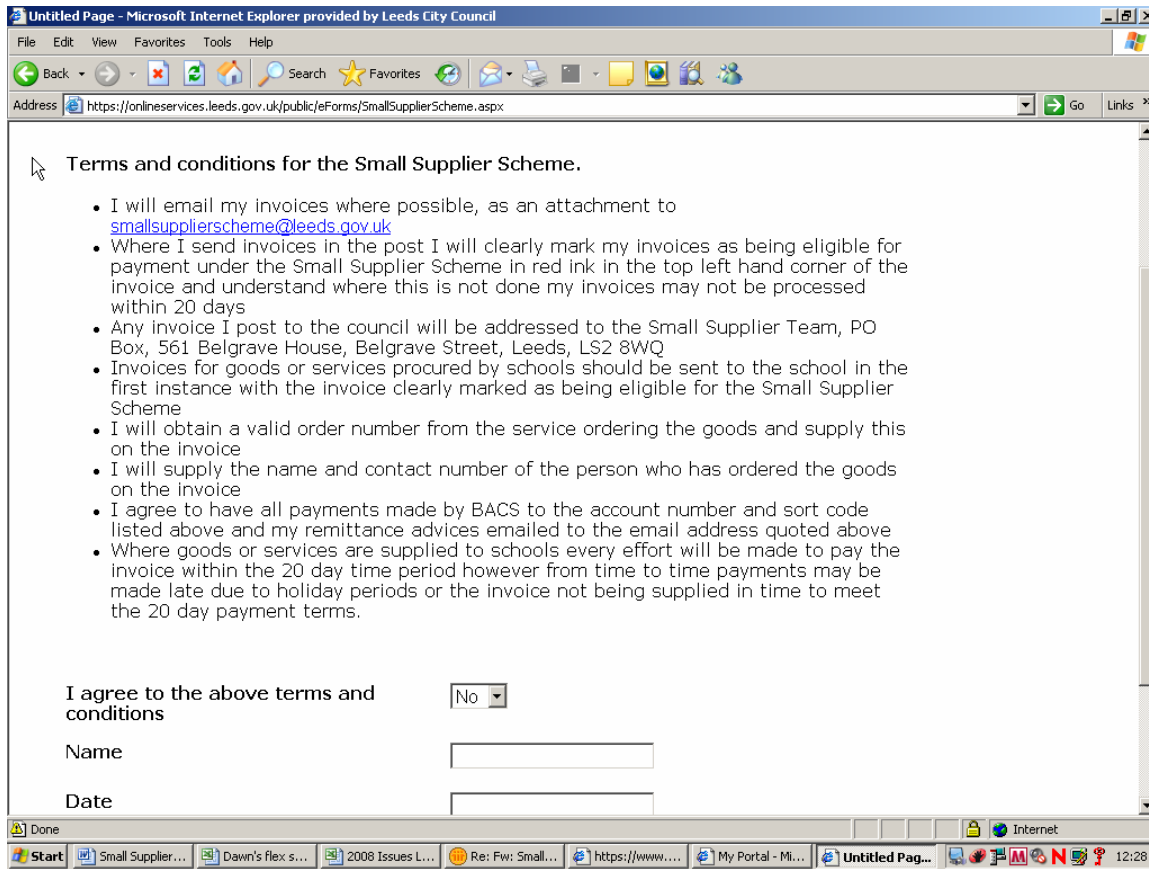 Untitled Page - Microsoft Internet Explorer provided by Leeds City Council
File Edit View Favorites Tools Help
Back Search Favorites
Address https://onlineservices.leeds.gov.uk/public/eForms/SmallSupplierScheme.aspx Go Links »
Terms and conditions for the Small Supplier Scheme.
• I will email my invoices where possible, as an attachment to
smallsupplierscheme@leeds.gov.uk
• Where I send invoices in the post I will clearly mark my invoices as being eligible for
payment under the Small Supplier Scheme in red ink in the top left hand corner of the
invoice and understand where this is not done my invoices may not be processed
within 20 days
• Any invoice I post to the council will be addressed to the Small Supplier Team, PO
Box, 561 Belgrave House, Belgrave Street, Leeds, LS2 8WQ
• Invoices for goods or services procured by schools should be sent to the school in the
first instance with the invoice clearly marked as being eligible for the Small Supplier
Scheme
• I will obtain a valid order number from the service ordering the goods and supply this
on the invoice
• I will supply the name and contact number of the person who has ordered the goods
on the invoice
• I agree to have all payments made by BACS to the account number and sort code
listed above and my remittance advices emailed to the email address quoted above
• Where goods or services are supplied to schools every effort will be made to pay the
invoice within the 20 day time period however from time to time payments may be
made late due to holiday periods or the invoice not being supplied in time to meet
the 20 day payment terms.
I agree to the above terms and No
conditions
Name
Date
Done Internet
Start Small Supplier... Dawn's flex s... 2008 Issues L... Re: Fw: Small... https://www.... My Portal - Mi... Untitled Pag... 12:28